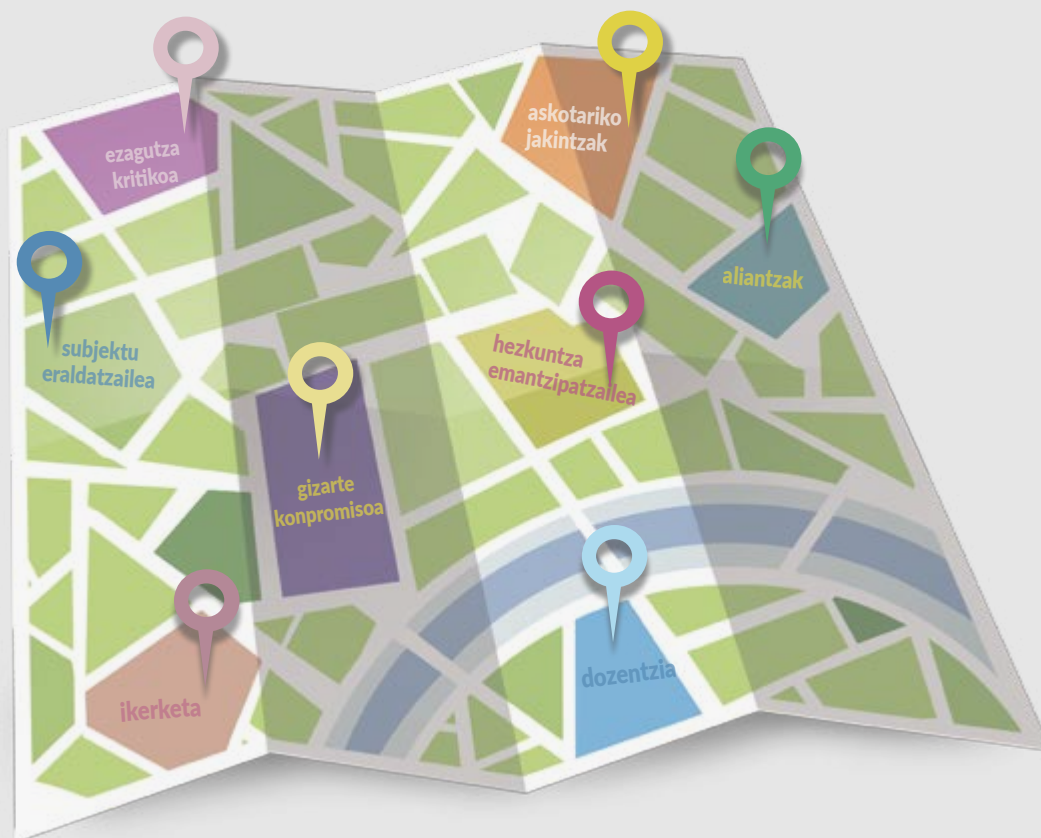 askotariko
jakintzak
ezagutza
kritikoa
aliantzak
subjektu
eraldatzailea
hezkuntza
emantzipatzailea
gizarte
konpromisoa
dozentzia
ikerketa